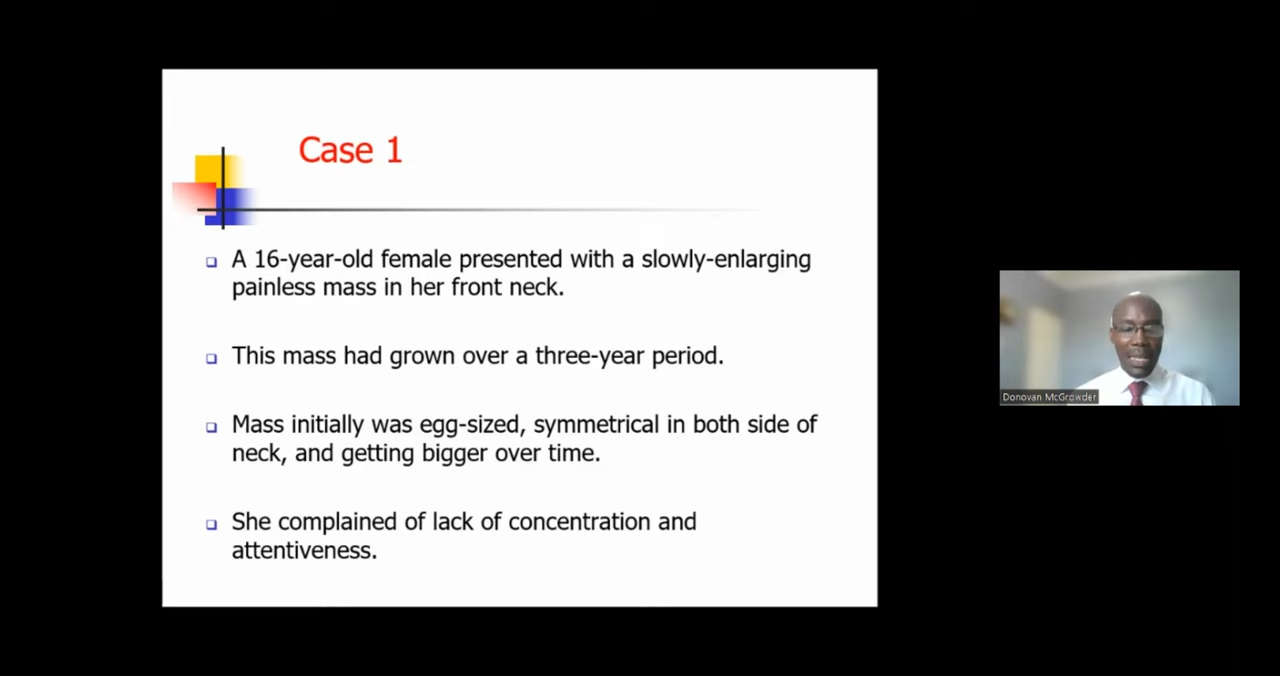 Case 1
A 16-year-old female presented with a slowly-enlarging
painless mass in her front neck.
This mass had grown over a three-year period.
Mass initially was egg-sized, symmetrical in both side of
neck, and getting bigger over time.
She complained of lack of concentration and
attentiveness.
Donovan McGrowder